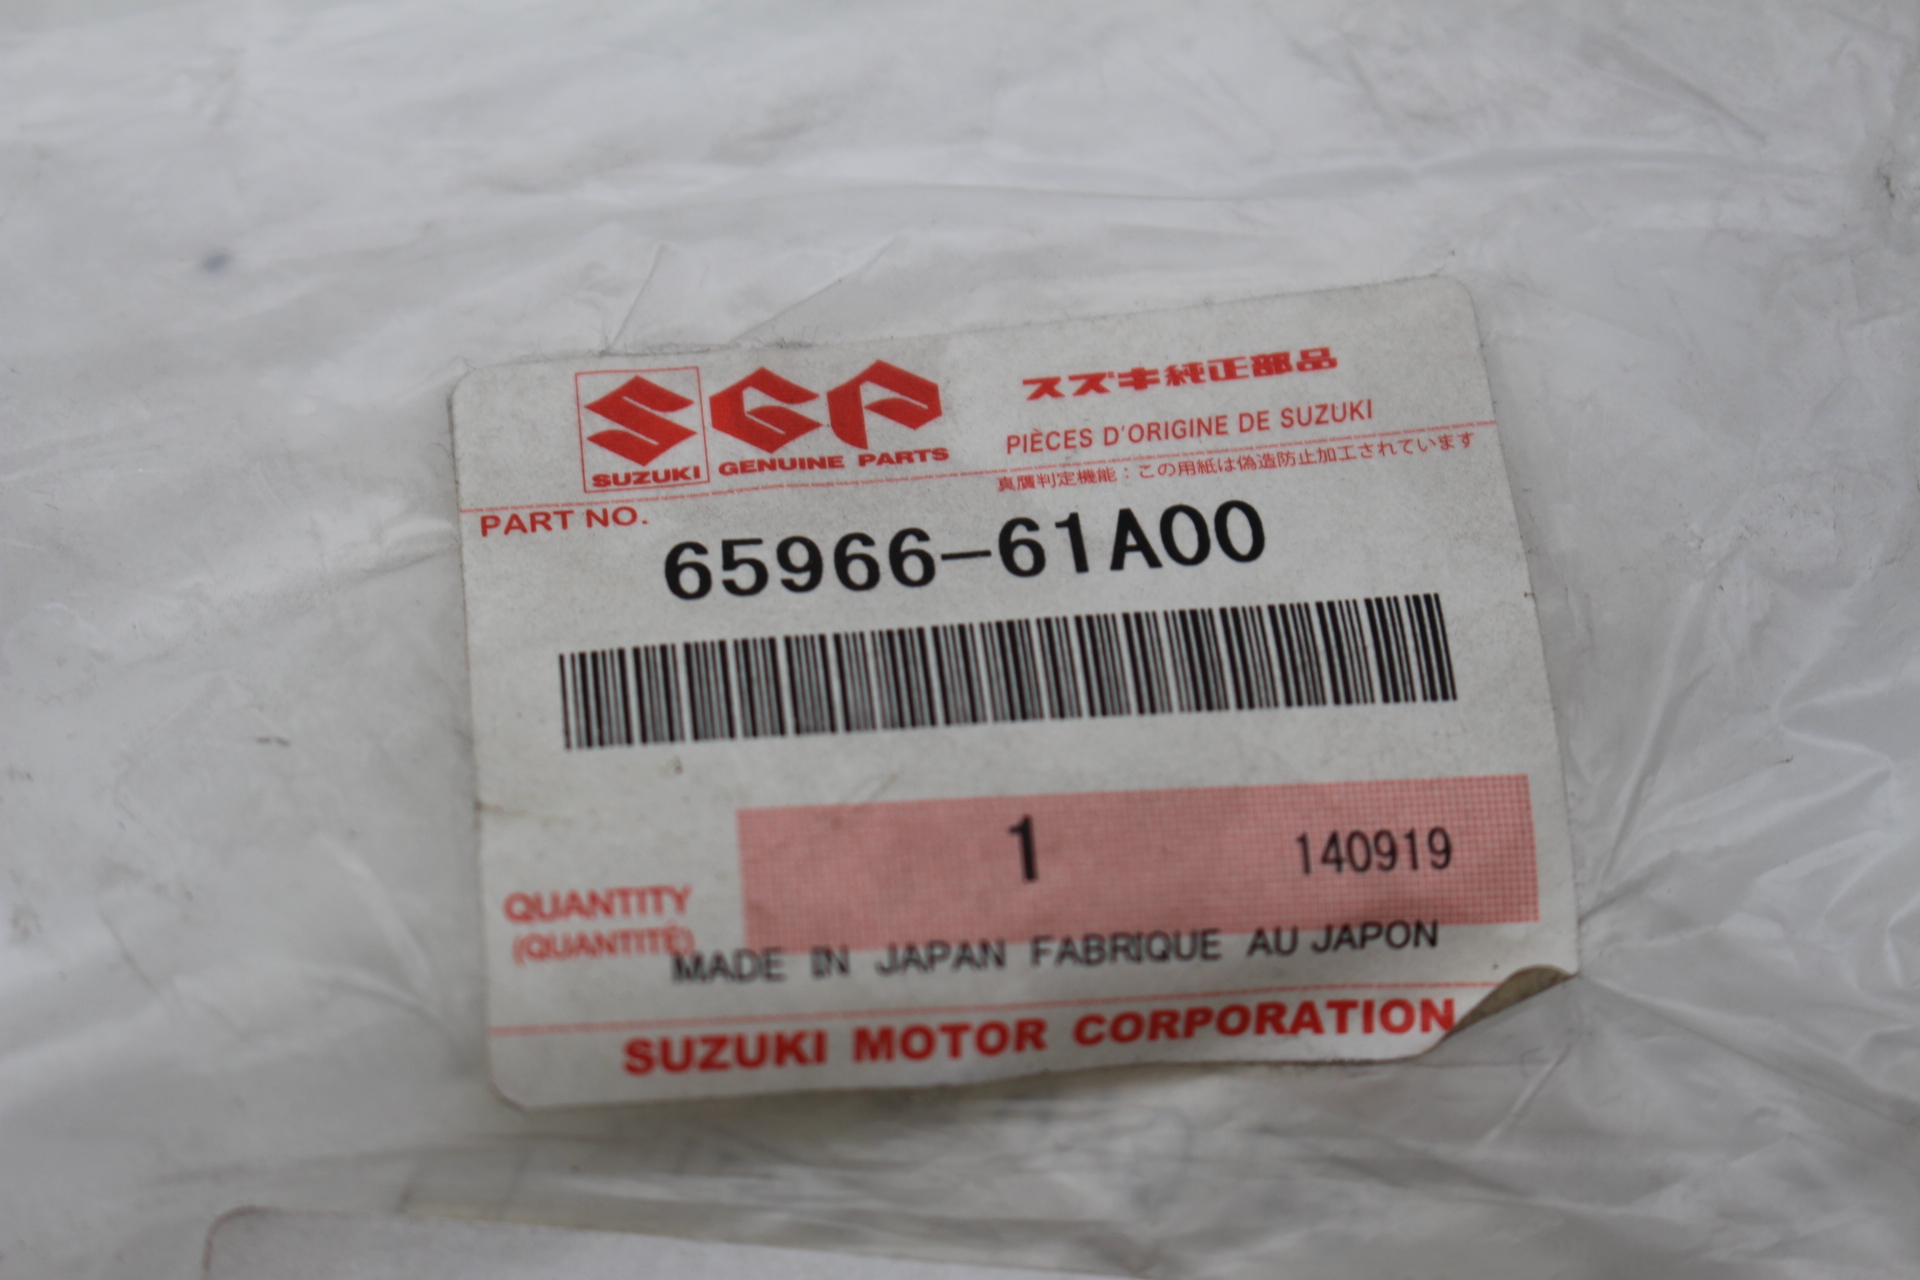 SUZUKI
SGP
GENUINE PARTS
スズキ純正部品
PIÈCES D'ORIGINE DE SUZUKI
真贋判定機能：この用紙は偽造防止加工されています
PART NO.
65966-61A00
1
140919
QUANTITY
(QUANTITÉ)
MADE IN JAPAN FABRIQUE AU JAPON
SUZUKI MOTOR CORPORATION